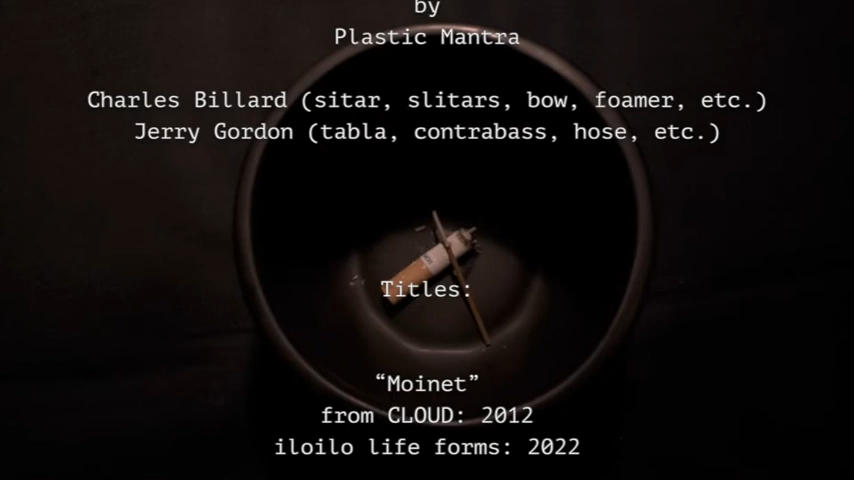 by
Plastic Mantra
Charles Billard (sitar, slitars, bow, foamer, etc.)
Jerry Gordon (tabla, contrabass, hose, etc.)
Titles:
“Moinet”
from CLOUD: 2012
iloilo life forms: 2022